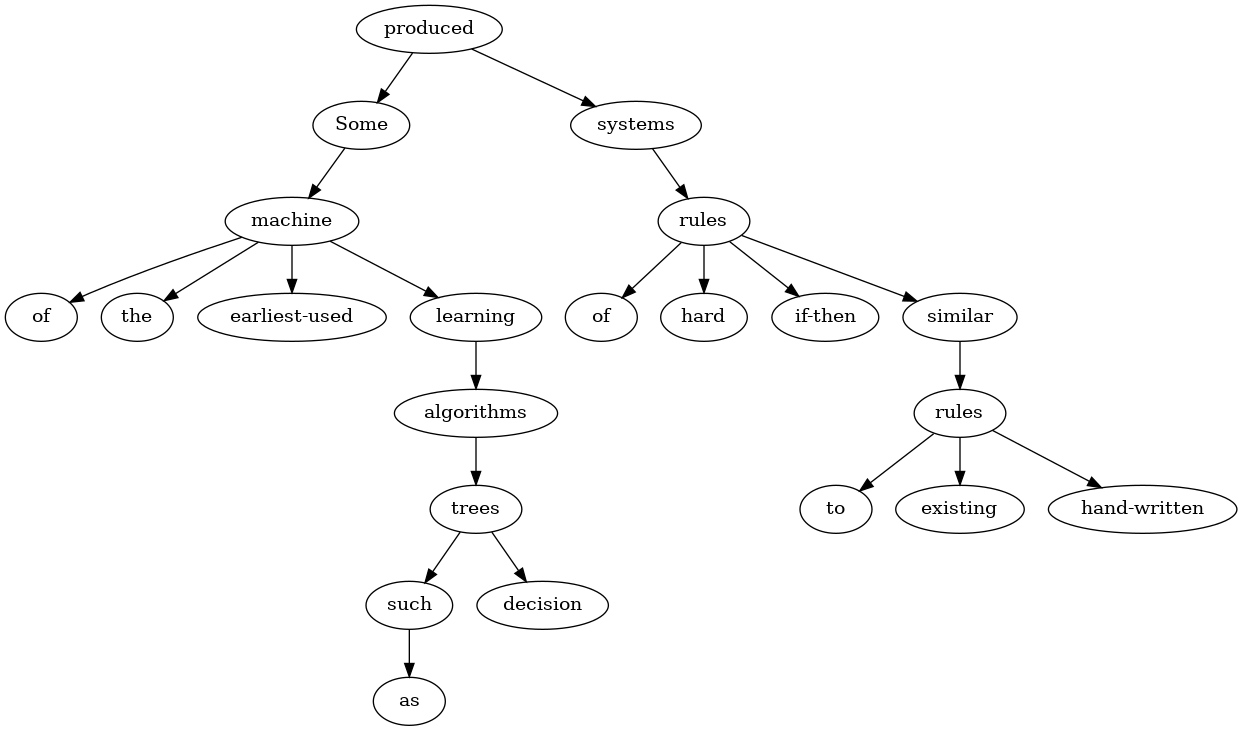 produced
Some systems
machine rules
of the earliest-used learning of hard if-then similar
algorithms rules
trees to existing hand-written
such decision
as